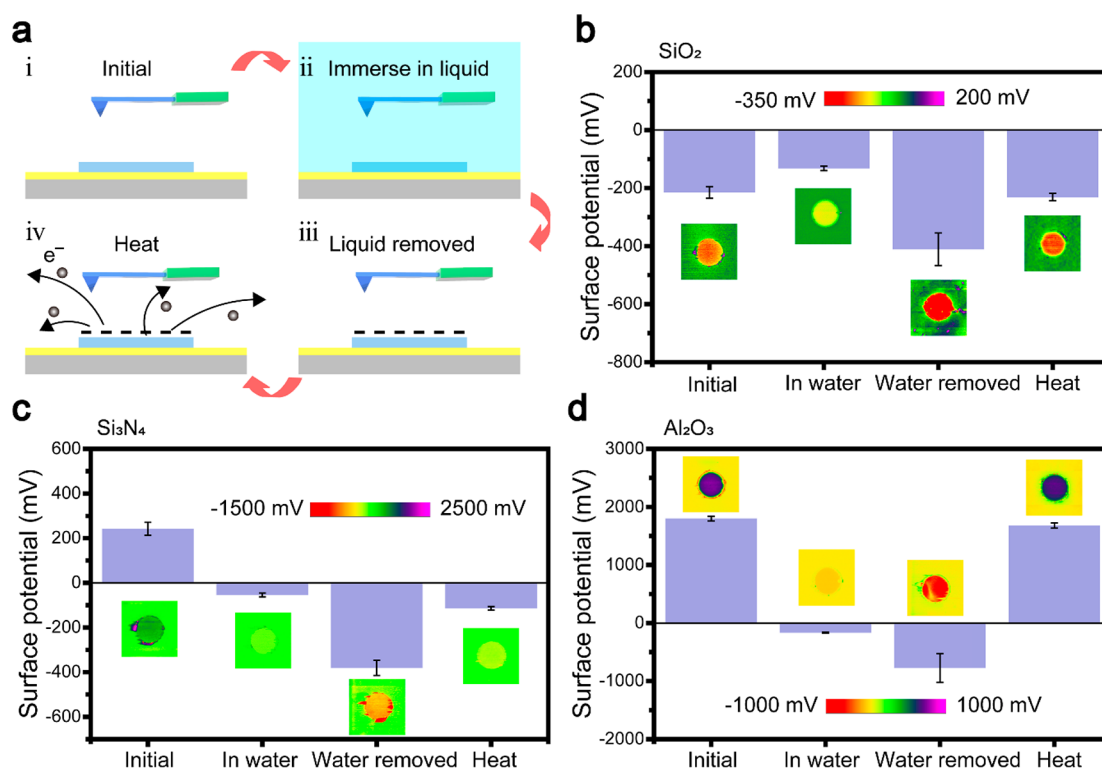 a
i
Initial
ii
Immerse in liquid
iv
Heat
e⁻
iii
Liquid removed
b
SiO₂
Surface potential (mV)
200
0
-200
-400
-600
-800
-350 mV
200 mV
Initial
In water
Water removed
Heat
c
Si₃N₄
Surface potential (mV)
600
400
200
0
-200
-400
-600
-1500 mV
2500 mV
Initial
In water
Water removed
Heat
d
Al₂O₃
Surface potential (mV)
3000
2000
1000
0
-1000
-2000
-1000 mV
1000 mV
Initial
In water
Water removed
Heat